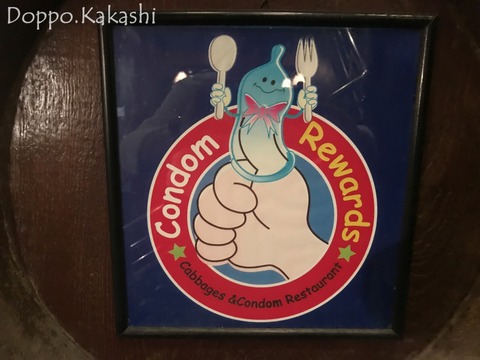 Doppo.Kakashi
Condom Rewards
Cabbages &Condom Restaurant